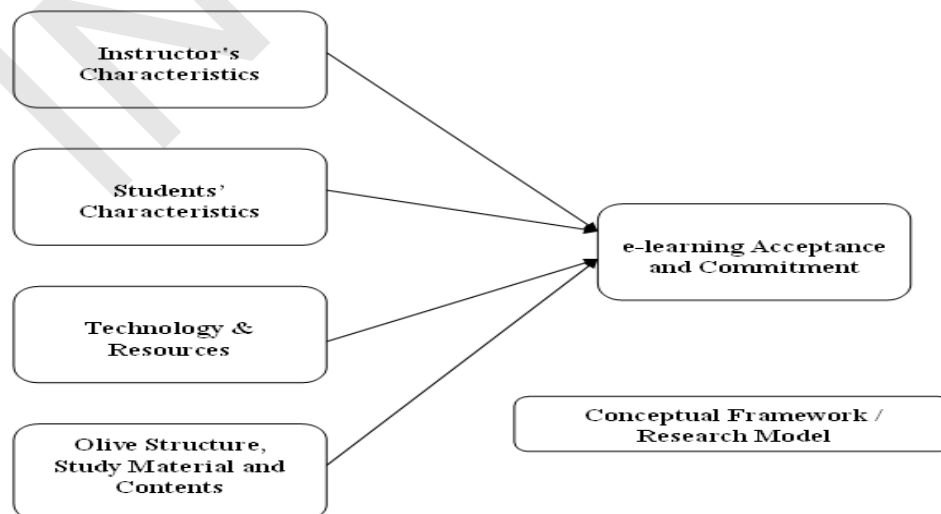 Instructor's
Characteristics
Students'
Characteristics
Technology &
Resources
Olive Structure,
Study Material and
Contents
e-learning Acceptance
and Commitment
Conceptual Framework /
Research Model